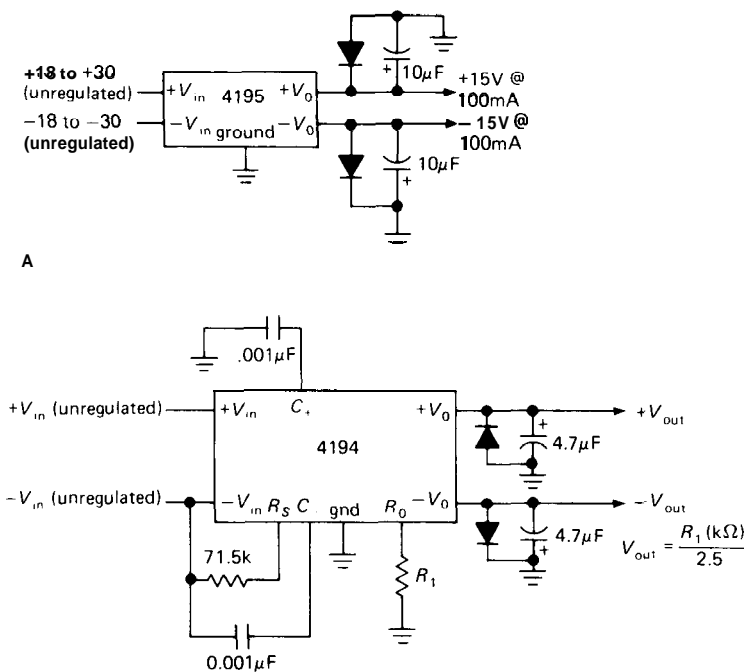 10μF
+
+18 to +30
(unregulated)
+V_in 4195 +V_0
+15V @
100mA
−18 to −30
(unregulated)
−V_in ground −V_0
−15V @
100mA
10μF
+
A
.001μF
+V_in (unregulated)
+V_in C_+ +V_0
+V_out
+
4.7μF
4194
−V_in (unregulated)
−V_in R_S C gnd R_0 −V_0
−V_out
71.5k
R_1
4.7μF
+
V_out = R_1 (kΩ) / 2.5
0.001μF